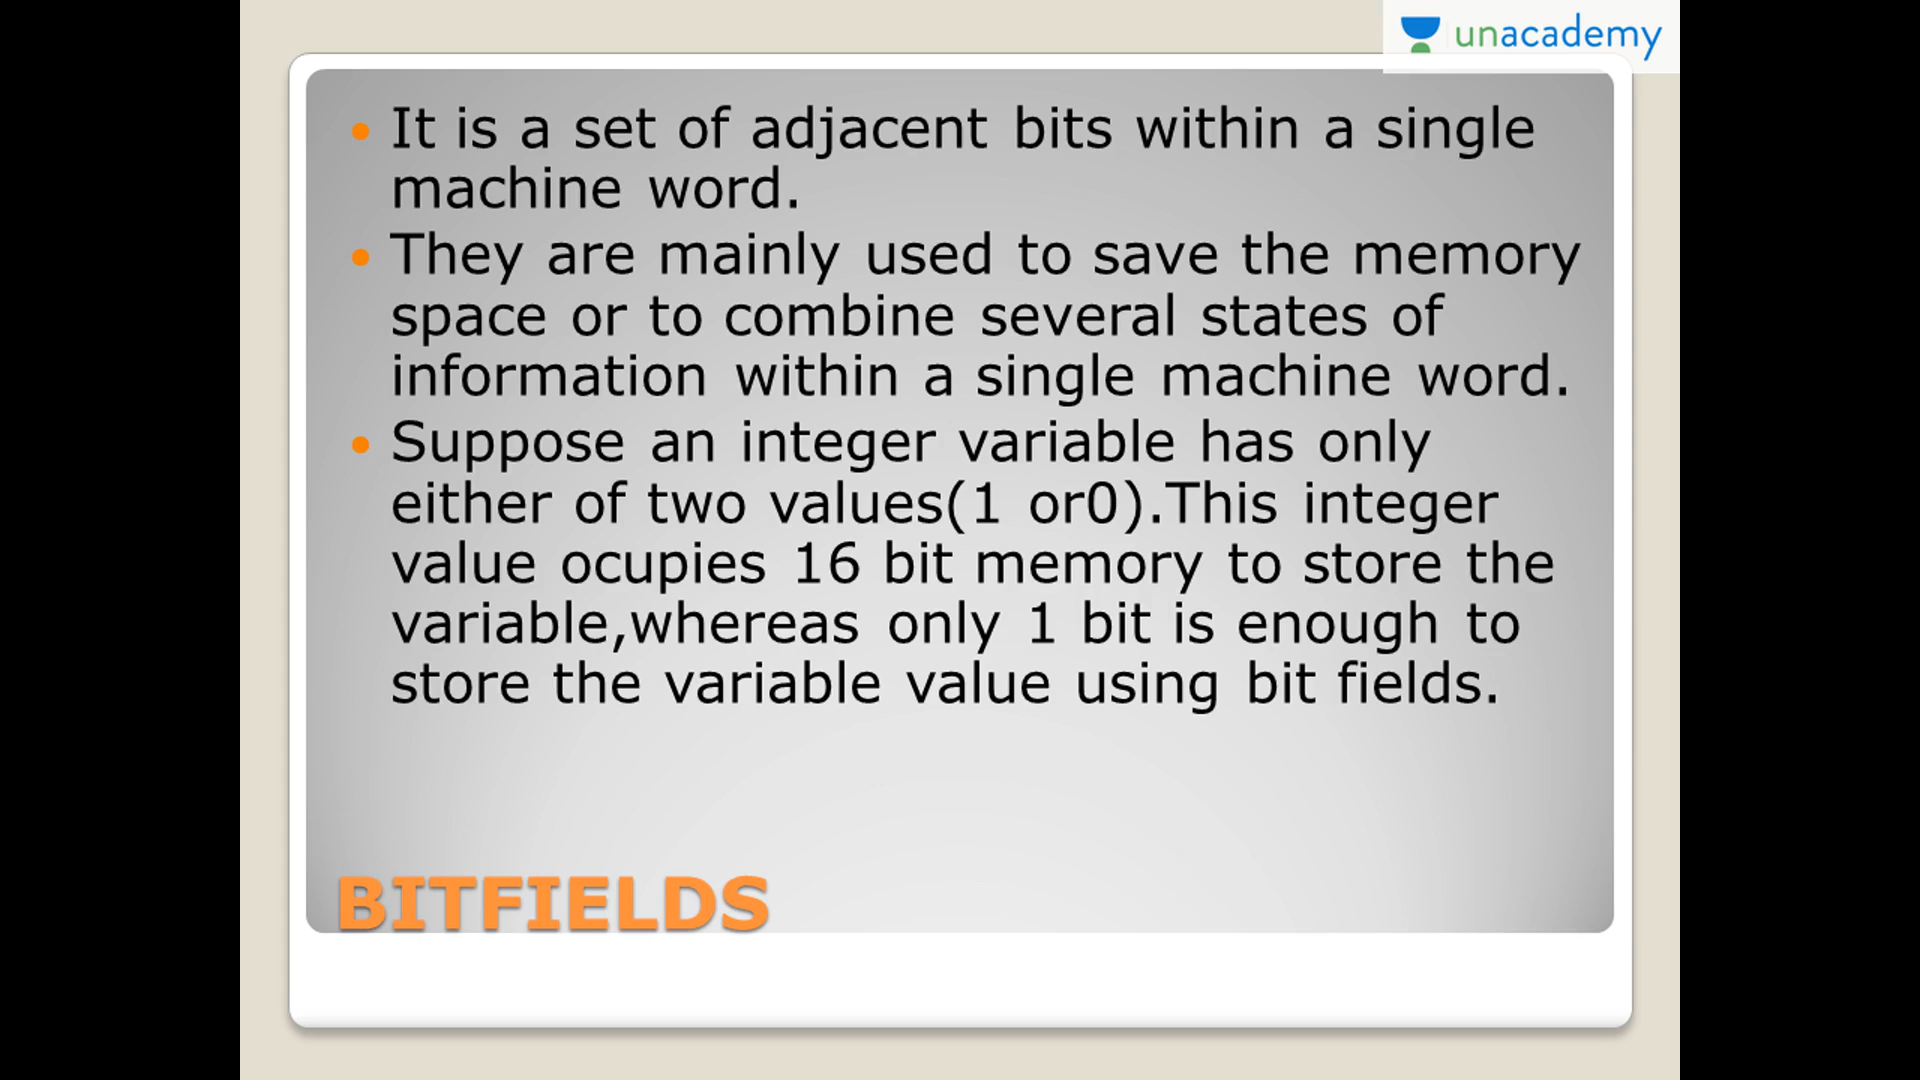 unacademy
It is a set of adjacent bits within a single
machine word.
They are mainly used to save the memory
space or to combine several states of
information within a single machine word.
Suppose an integer variable has only
either of two values(1 or0).This integer
value ocupies 16 bit memory to store the
variable,whereas only 1 bit is enough to
store the variable value using bit fields.
BITFIELDS